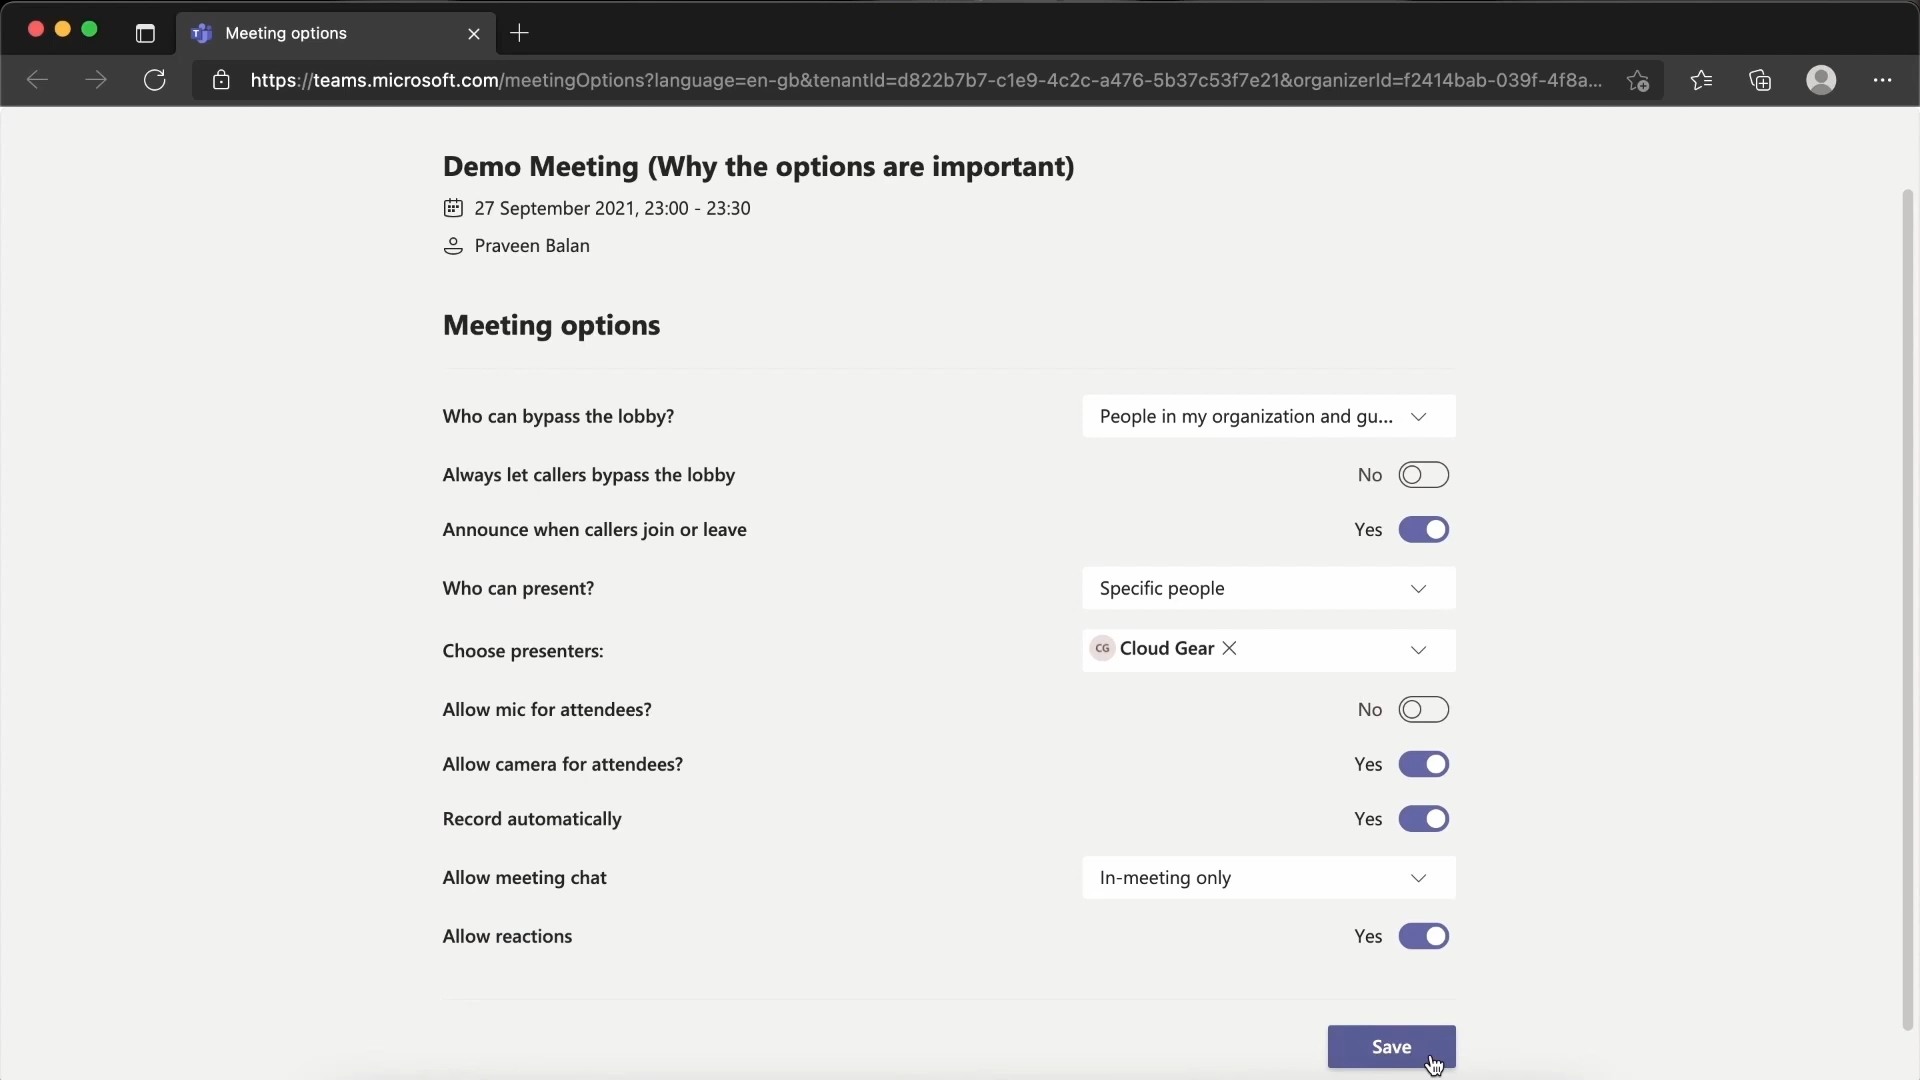 Meeting options
https://teams.microsoft.com/meetingOptions?language=en-gb&tenantId=d822b7b7-c1e9-4c2c-a476-5b37c53f7e21&organizerId=f2414bab-039f-4f8a...
Demo Meeting (Why the options are important)
27 September 2021, 23:00 - 23:30
Praveen Balan
Meeting options
Who can bypass the lobby? People in my organization and gu...
Always let callers bypass the lobby No
Announce when callers join or leave Yes
Who can present? Specific people
Choose presenters: CG Cloud Gear
Allow mic for attendees? No
Allow camera for attendees? Yes
Record automatically Yes
Allow meeting chat In-meeting only
Allow reactions Yes
Save